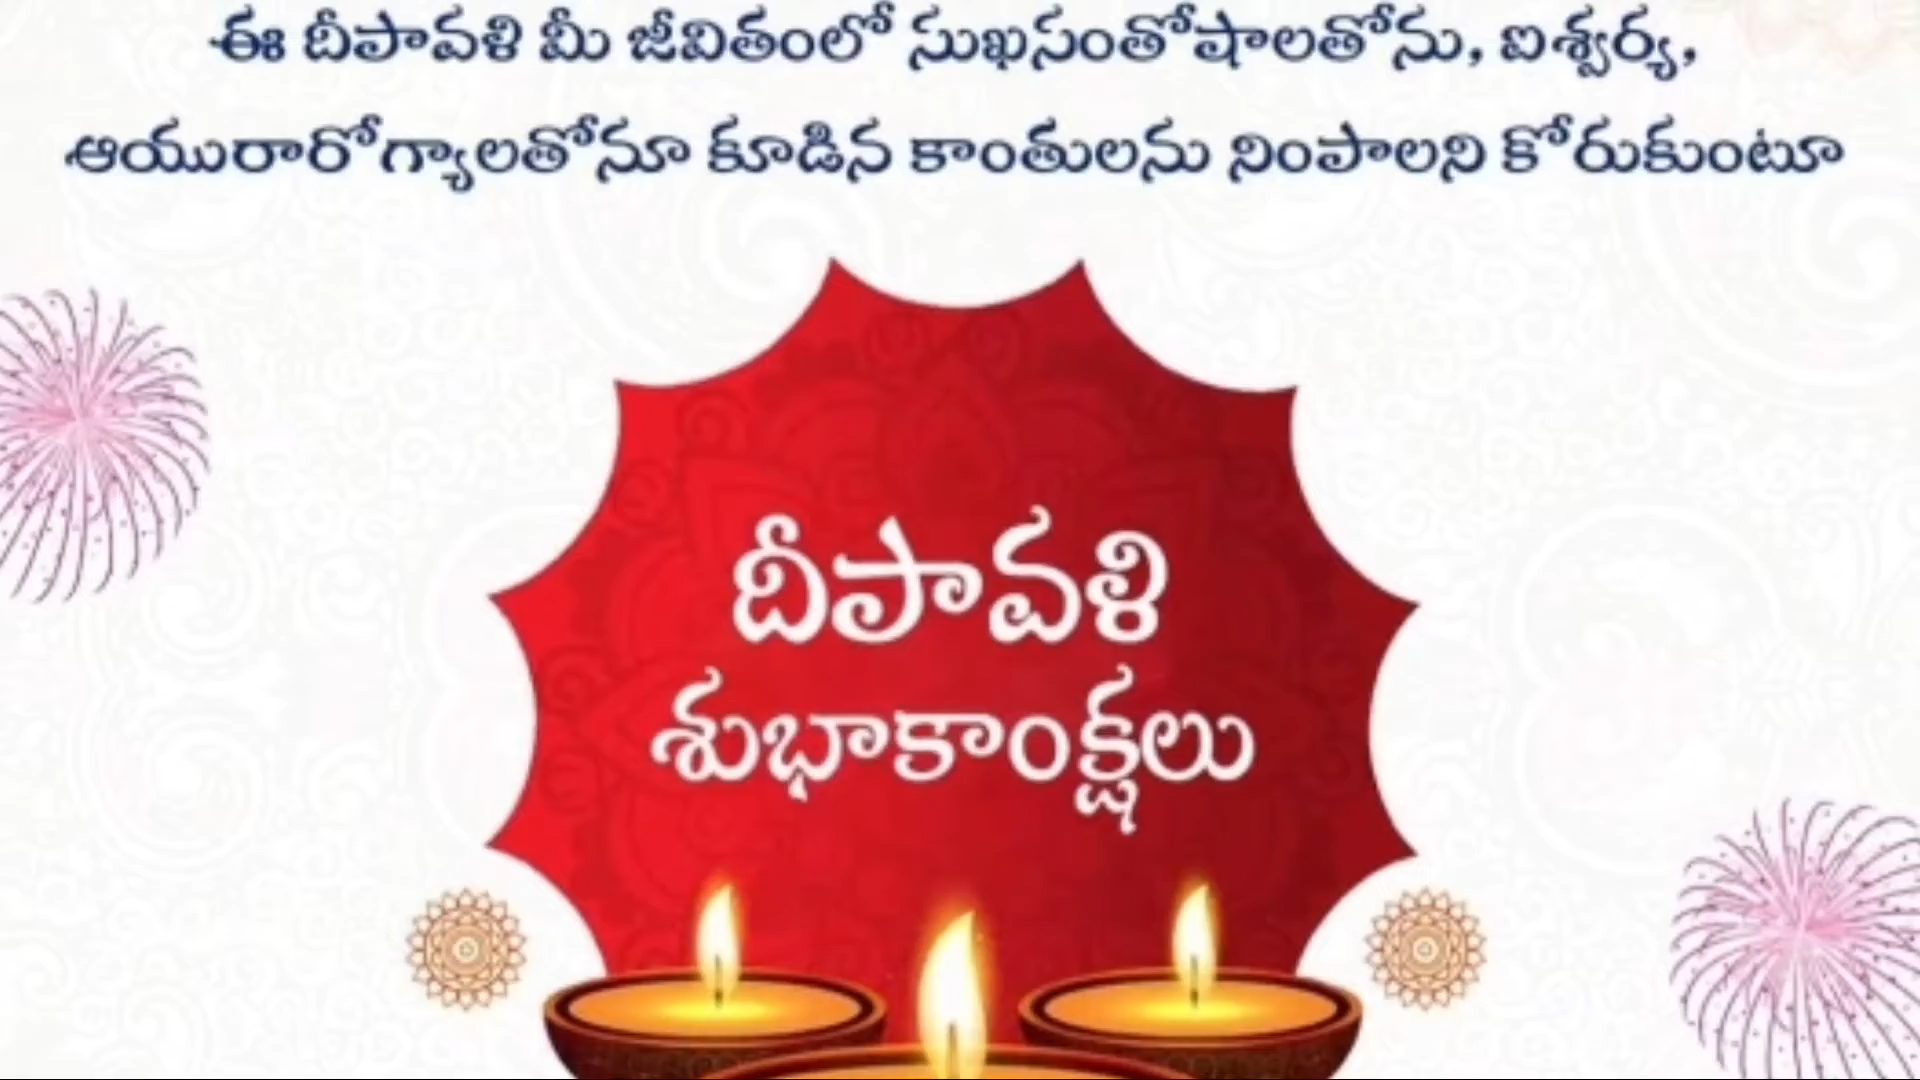 ఈ దీపావళి మీ జీవితంలో సుఖసంతోషాలతోను, ఐశ్వర్య,
ఆయురారోగ్యాలతోనూ కూడిన కాంతులను నింపాలని కోరుకుంటూ
దీపావళి
శుభాకాంక్షలు